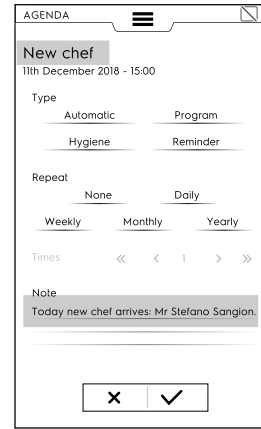 AGENDA
New chef
11th December 2018 - 15:00
Type
Automatic Program
Hygiene Reminder
Repeat
None Daily
Weekly Monthly Yearly
Times « < 1 > »
Note
Today new chef arrives: Mr Stefano Sangion.